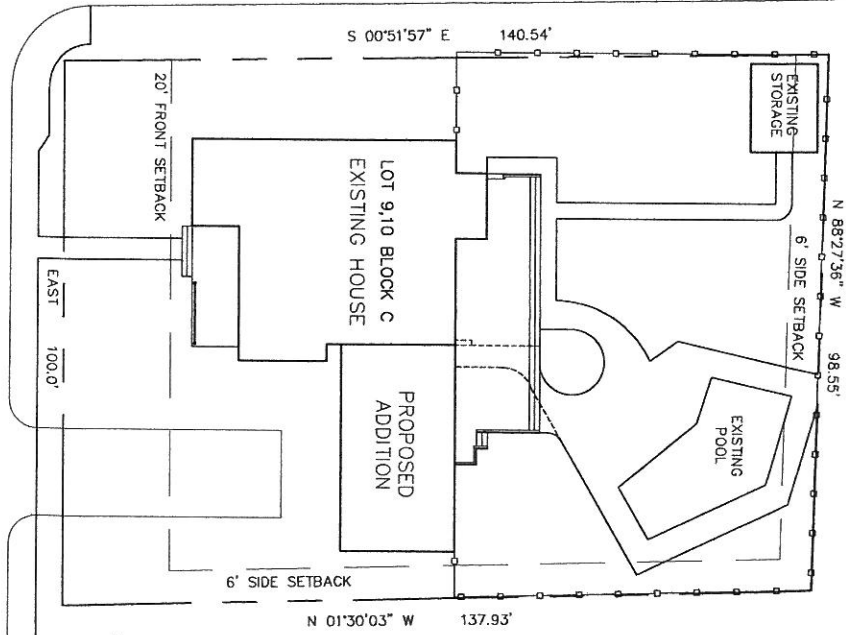 S 00°51'57" E 140.54'
20' FRONT SETBACK
EXISTING
STORAGE
N 88°27'36" W 98.55'
6' SIDE SETBACK
LOT 9,10 BLOCK C
EXISTING HOUSE
EAST 100.0'
PROPOSED
ADDITION
EXISTING
POOL
6' SIDE SETBACK
N 01°30'03" W 137.93'